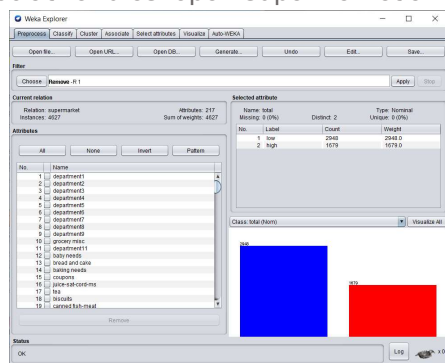 Weka Explorer
Preprocess Classify Cluster Associate Select attributes Visualize Auto-WEKA
Open file... Open URL... Open DB... Generate... Undo Edit... Save...
Filter
Choose Remove -R 1 Apply Stop
Current relation
Relation: supermarket Attributes: 217
Instances: 4627 Sum of weights: 4627
Attributes
All None Invert Pattern
No. Name
1 department1
2 department2
3 department3
4 department4
5 department5
6 department6
7 department7
8 department8
9 department9
10 grocery misc
11 department11
12 baby needs
13 bread and cake
14 baking needs
15 coupons
16 juice-sat-cord-ms
17 tea
18 biscuits
19 canned fish-meat
Remove
Selected attribute
Name: total Type: Nominal
Missing: 0 (0%) Distinct: 2 Unique: 0 (0%)
No. Label Count Weight
1 low 2948 2948.0
2 high 1679 1679.0
Class: total (Nom) Visualize All
2948
1679
Status
OK Log x 0